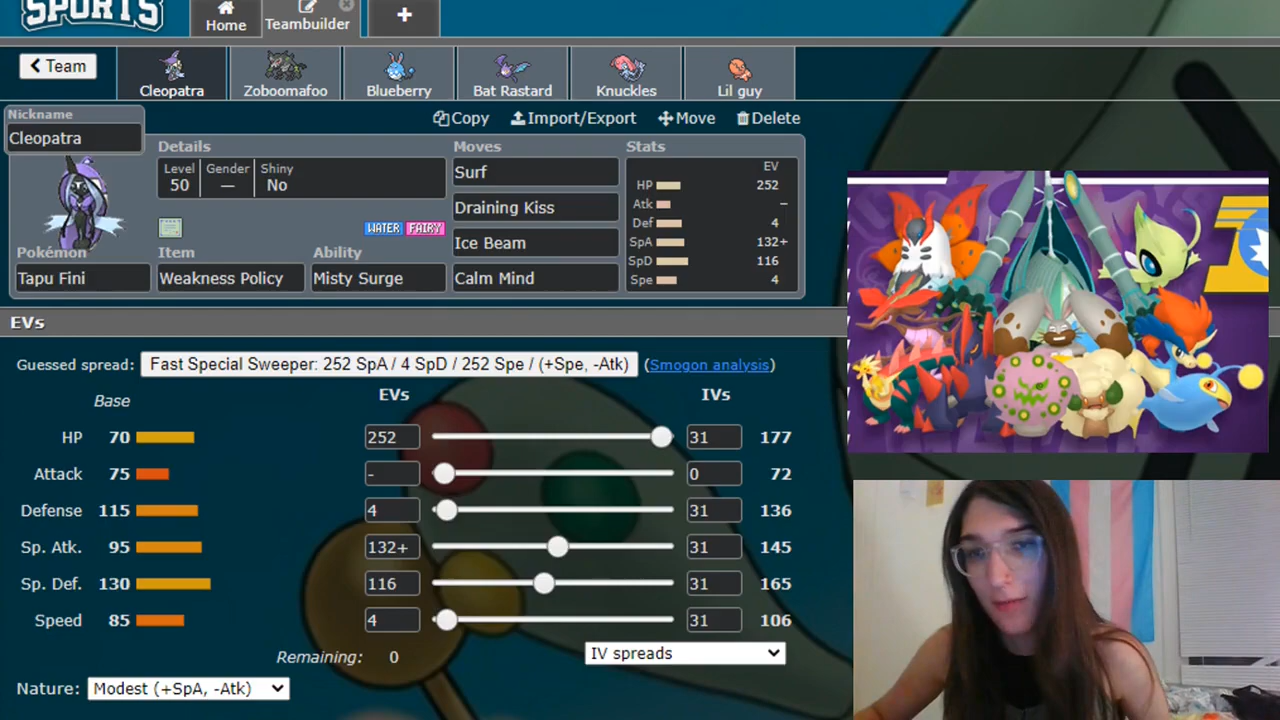 SPORTS
Home
Teambuilder
+
Team
Cleopatra
Zoboomafoo
Blueberry
Bat Rastard
Knuckles
Lil guy
Nickname
Copy Import/Export Move Delete
Cleopatra
Details Moves Stats
Level Gender Shiny
50 — No
Surf
EV
HP 252
Draining Kiss
Atk –
Def 4
WATER FAIRY
Ice Beam
SpA 132+
Pokémon Item Ability
SpD 116
Tapu Fini Weakness Policy Misty Surge Calm Mind
Spe 4
EVs
Guessed spread: Fast Special Sweeper: 252 SpA / 4 SpD / 252 Spe / (+Spe, -Atk) (Smogon analysis)
Base EVs IVs
HP 70 252 31 177
Attack 75 - 0 72
Defense 115 4 31 136
Sp. Atk. 95 132+ 31 145
Sp. Def. 130 116 31 165
Speed 85 4 31 106
Remaining: 0
IV spreads
Nature: Modest (+SpA, -Atk)